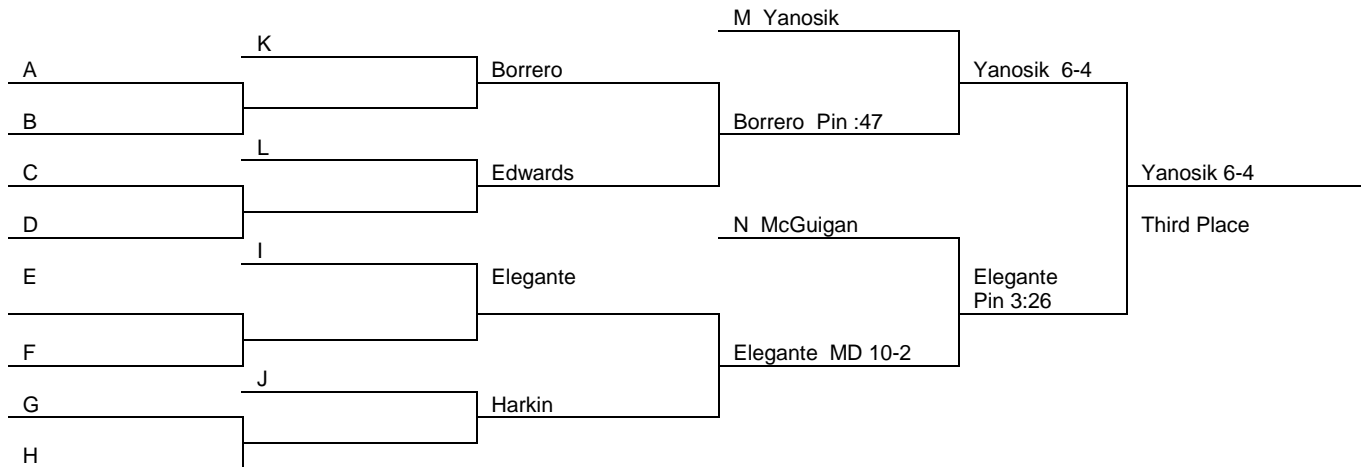 M Yanosik
K
A
Borrero
Yanosik 6-4
B
Borrero Pin :47
L
C
Edwards
Yanosik 6-4
D
N McGuigan
Third Place
I
E
Elegante
Elegante
Pin 3:26
F
Elegante MD 10-2
J
G
Harkin
H